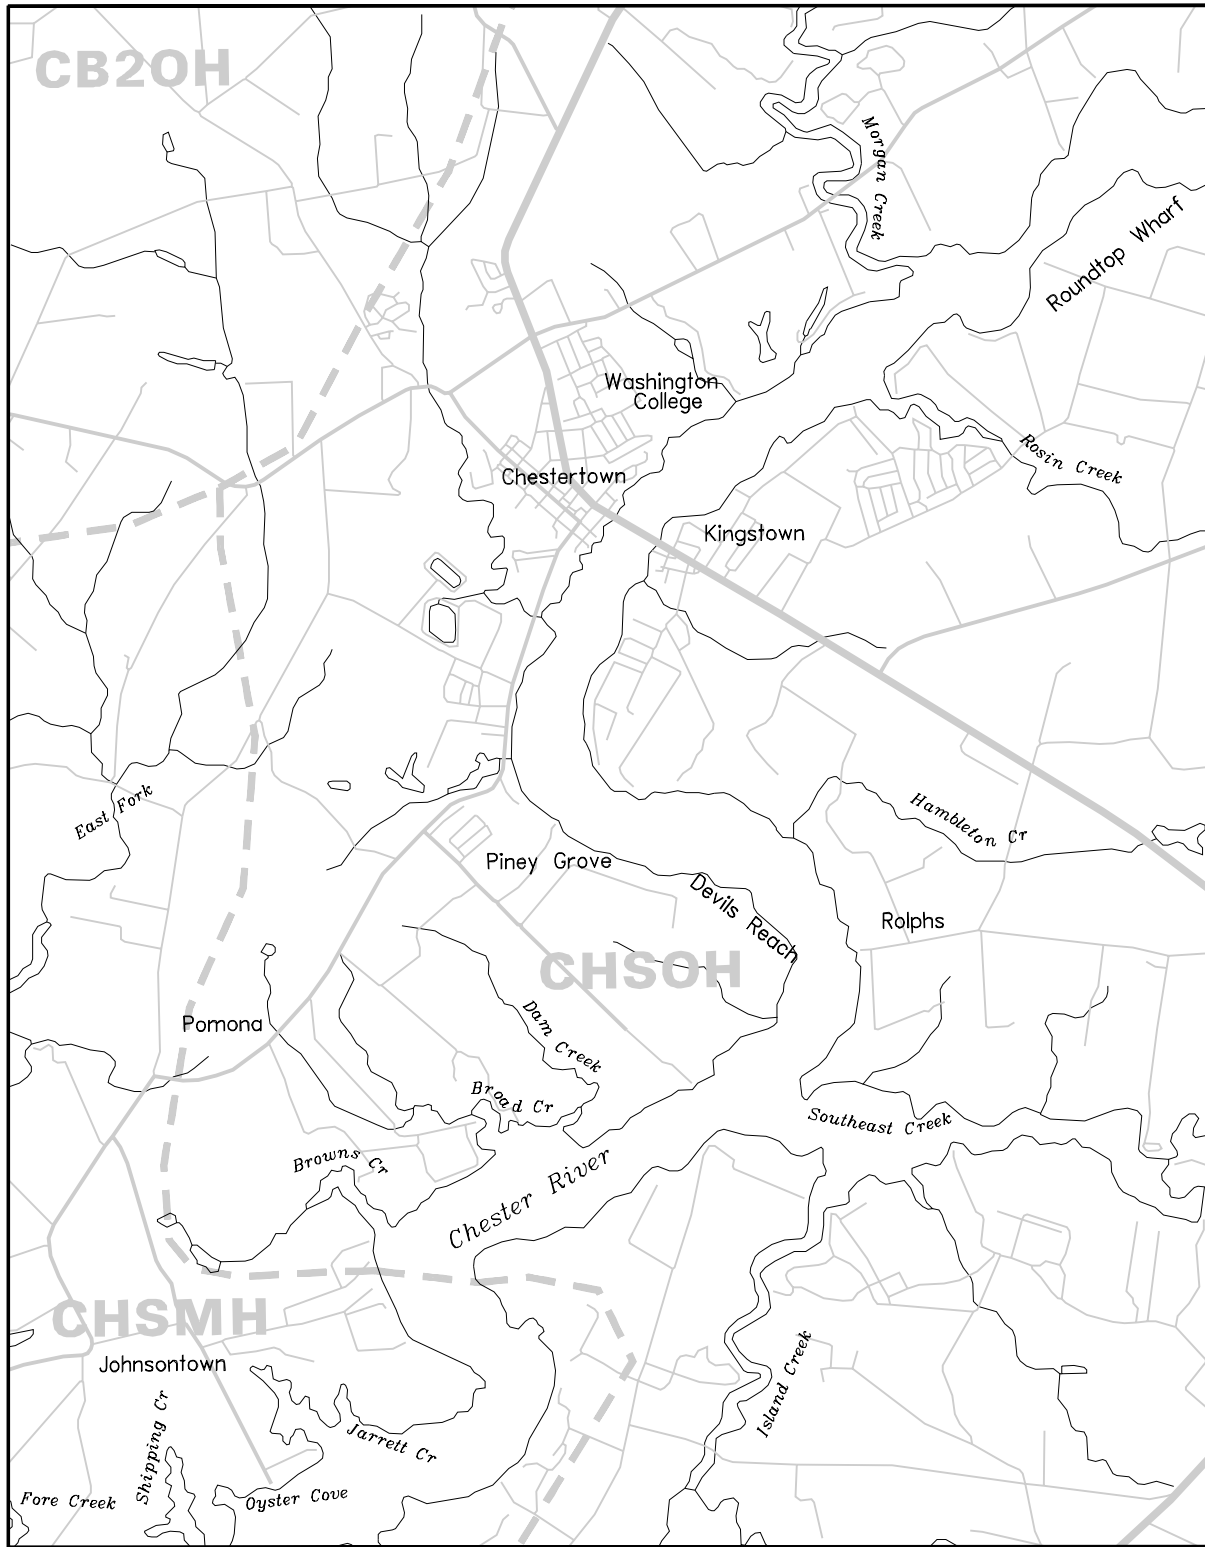 CB2OH
Morgan Creek
Roundtop Wharf
Washington
College
Rosin Creek
Chestertown
Kingstown
East Fork
Hambleton Cr
Piney Grove
Devils Reach
Rolphs
CHSOH
Pomona
Dam Creek
Broad Cr
Southeast Creek
Browns Cr
Chester River
CHSMH
Johnsontown
Island Creek
Shipping Cr
Jarrett Cr
Fore Creek
Oyster Cove